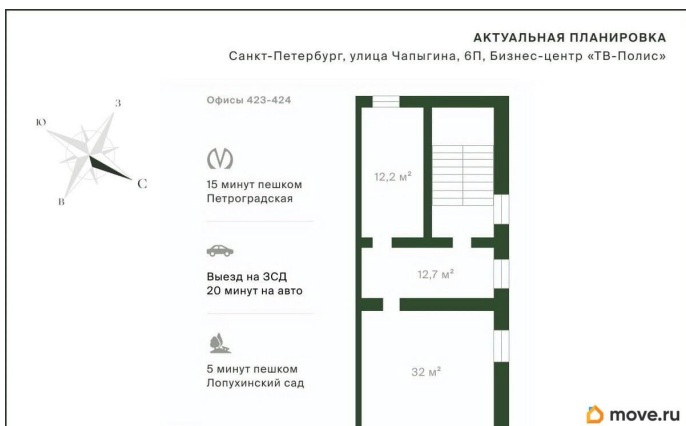 АКТУАЛЬНАЯ ПЛАНИРОВКА
Санкт-Петербург, улица Чапыгина, 6П, Бизнес-центр «ТВ-Полис»
Офисы 423-424
З
Ю
С
В
15 минут пешком
Петроградская
Выезд на ЗСД
20 минут на авто
5 минут пешком
Лопухинский сад
12,2 м²
12,7 м²
32 м²
move.ru